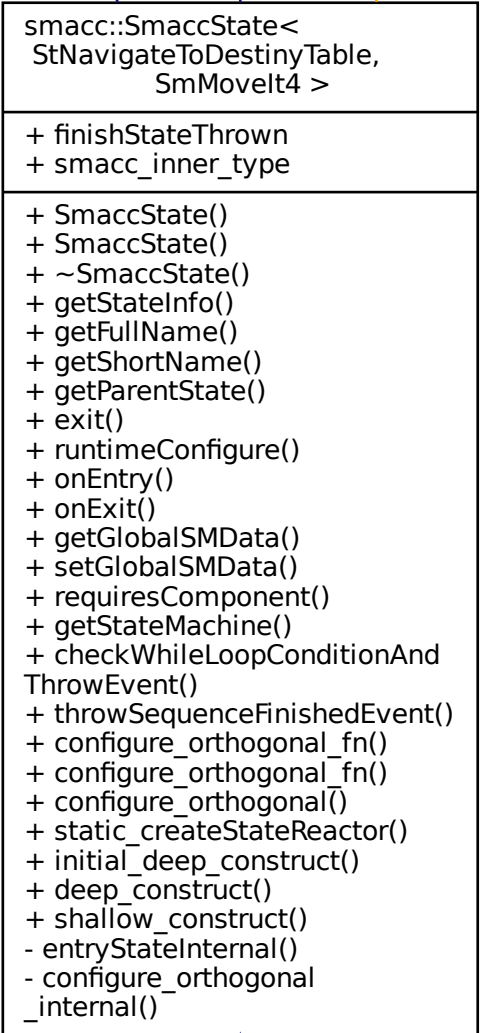 smacc::SmaccState<
StNavigateToDestinyTable,
SmMoveIt4 >
+ finishStateThrown
+ smacc_inner_type
+ SmaccState()
+ SmaccState()
+ ~SmaccState()
+ getStateInfo()
+ getFullName()
+ getShortName()
+ getParentState()
+ exit()
+ runtimeConfigure()
+ onEntry()
+ onExit()
+ getGlobalSMData()
+ setGlobalSMData()
+ requiresComponent()
+ getStateMachine()
+ checkWhileLoopConditionAnd
ThrowEvent()
+ throwSequenceFinishedEvent()
+ configure_orthogonal_fn()
+ configure_orthogonal_fn()
+ configure_orthogonal()
+ static_createStateReactor()
+ initial_deep_construct()
+ deep_construct()
+ shallow_construct()
- entryStateInternal()
- configure_orthogonal
_internal()